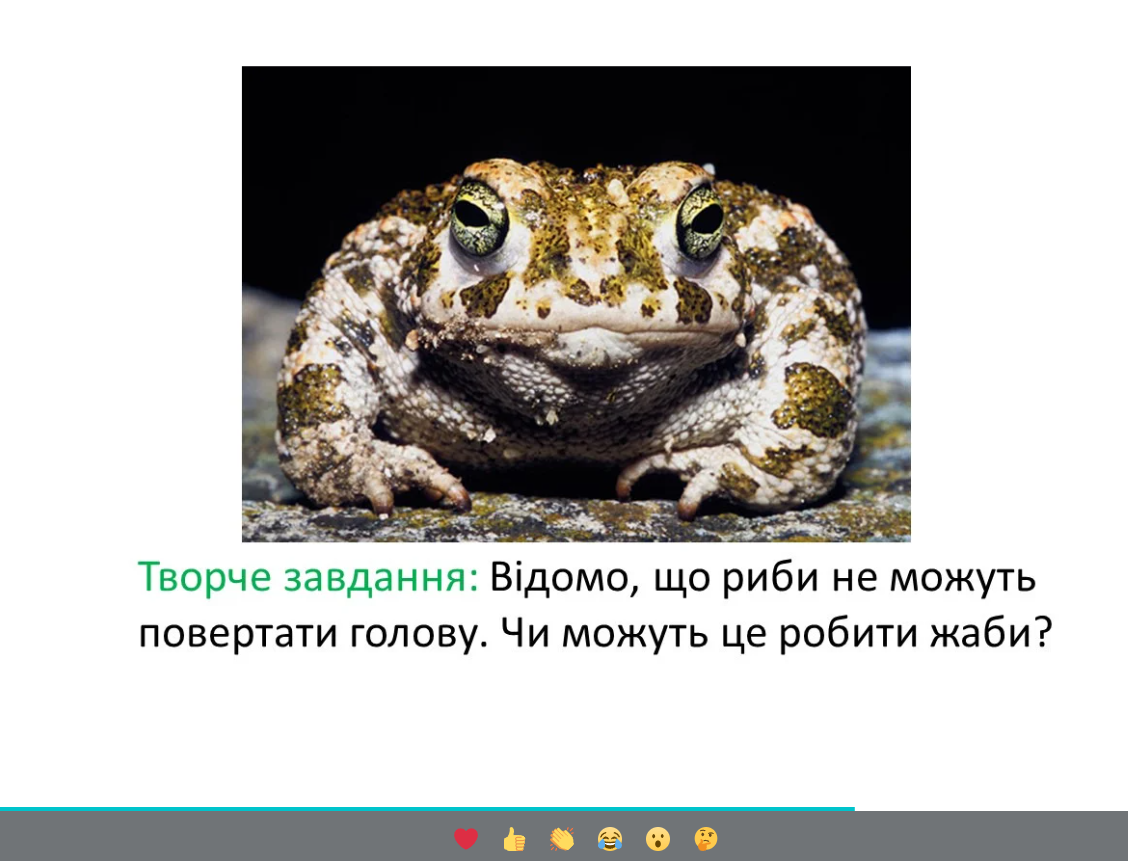 Творче завдання: Відомо, що риби не можуть
повертати голову. Чи можуть це робити жаби?